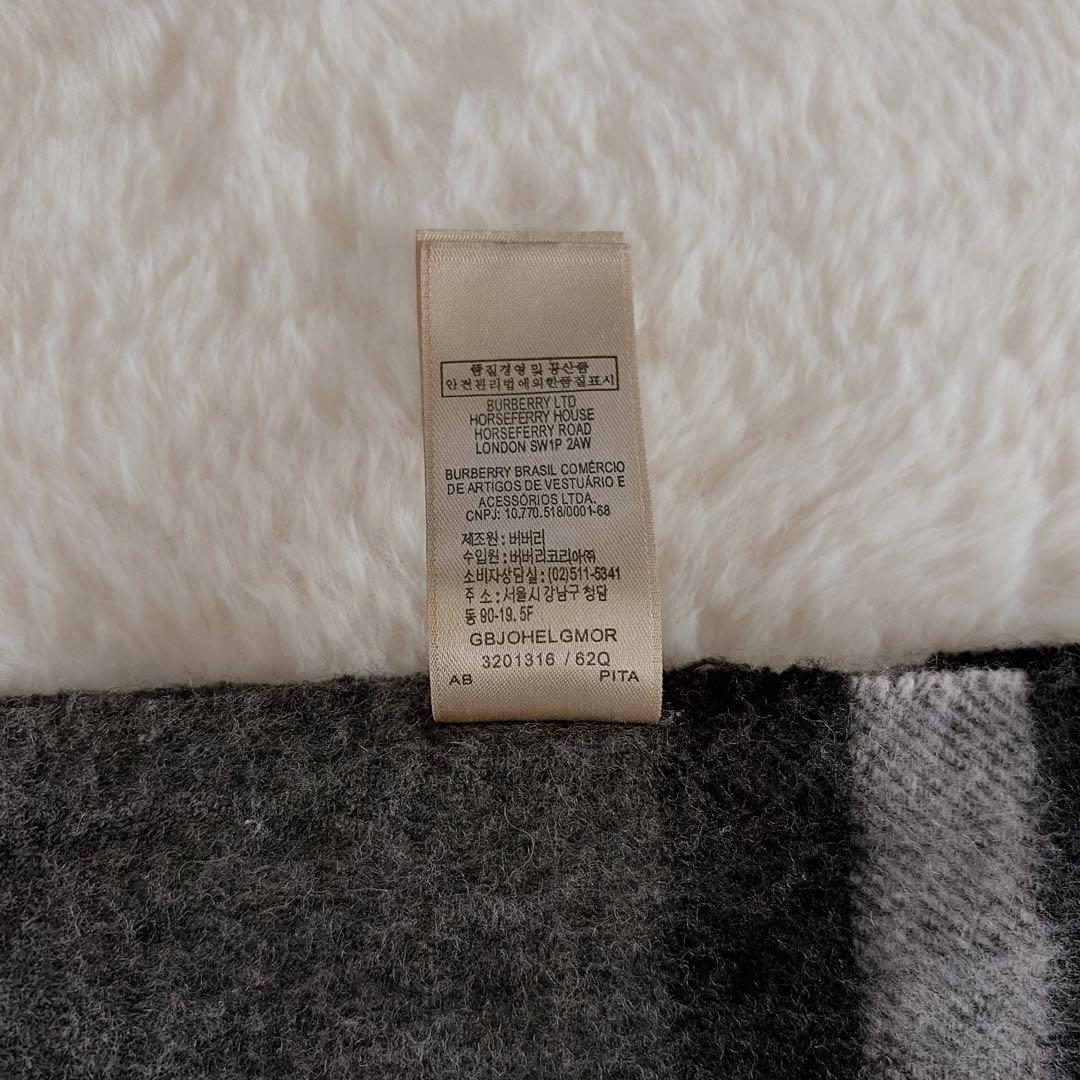 품질경영 및 공산품
안전관리법에의한품질표시
BURBERRY LTD
HORSEFERRY HOUSE
HORSEFERRY ROAD
LONDON SW1P 2AW
BURBERRY BRASIL COMÉRCIO
DE ARTIGOS DE VESTUÁRIO E
ACESSÓRIOS LTDA.
CNPJ: 10.770.518/0001-68
제조원 : 버버리
수입원 : 버버리코리아㈜
소비자상담실 : (02)511-5341
주 소 : 서울시 강남구 청담
동 90-19. 5F
GBJOHELGMOR
3201316 / 62Q
AB PITA